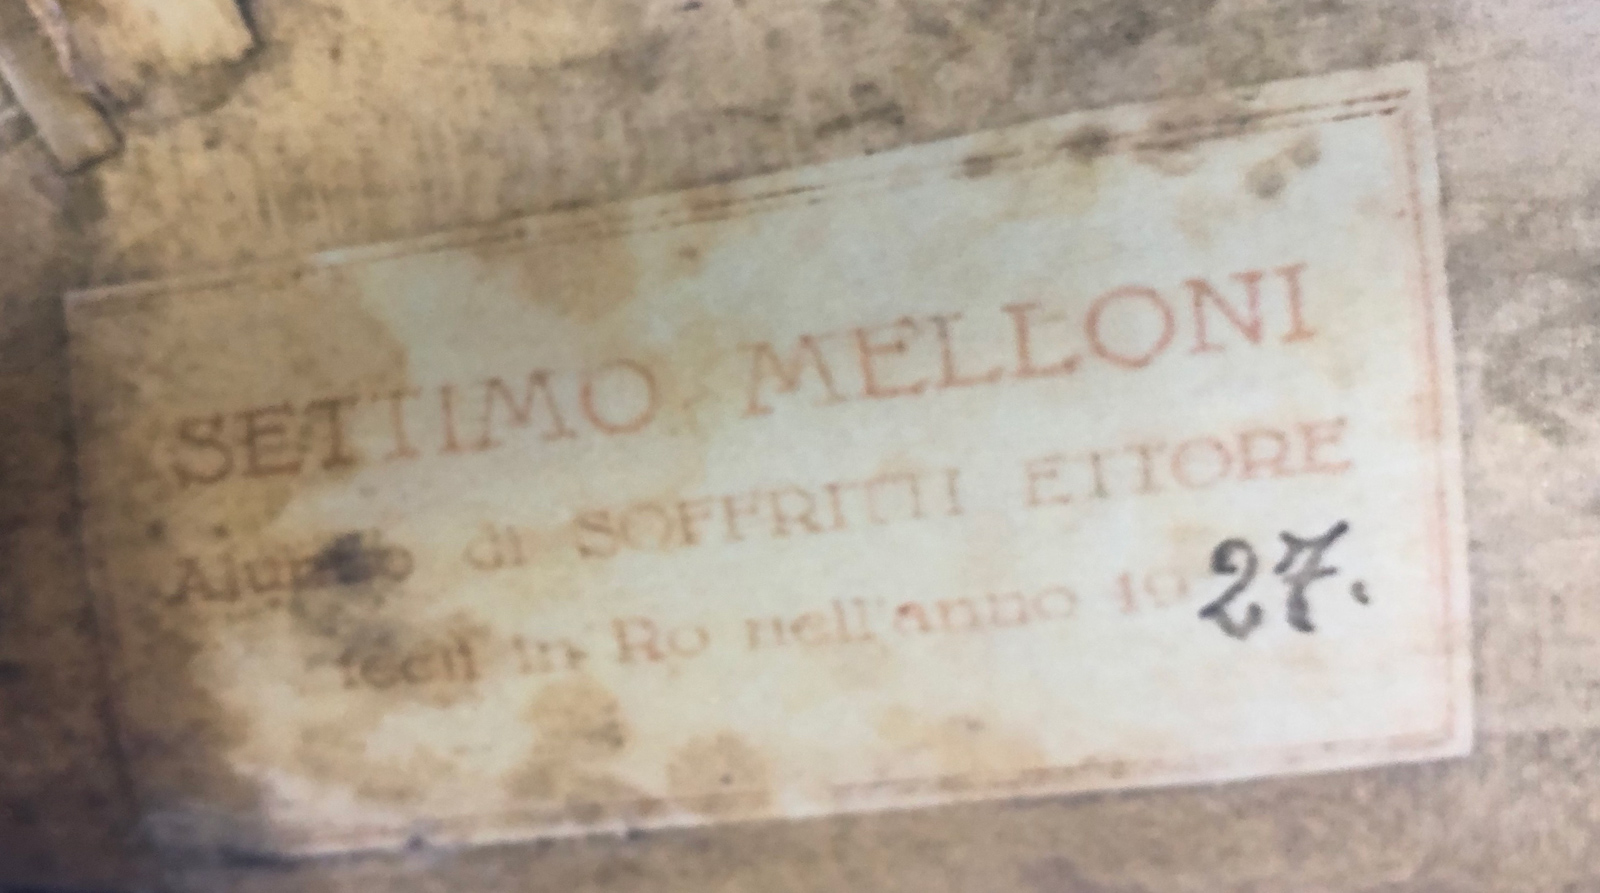 SETTIMO MELLONI
di SOFFRITTI ETTORE
in Ro nell'anno 1927.